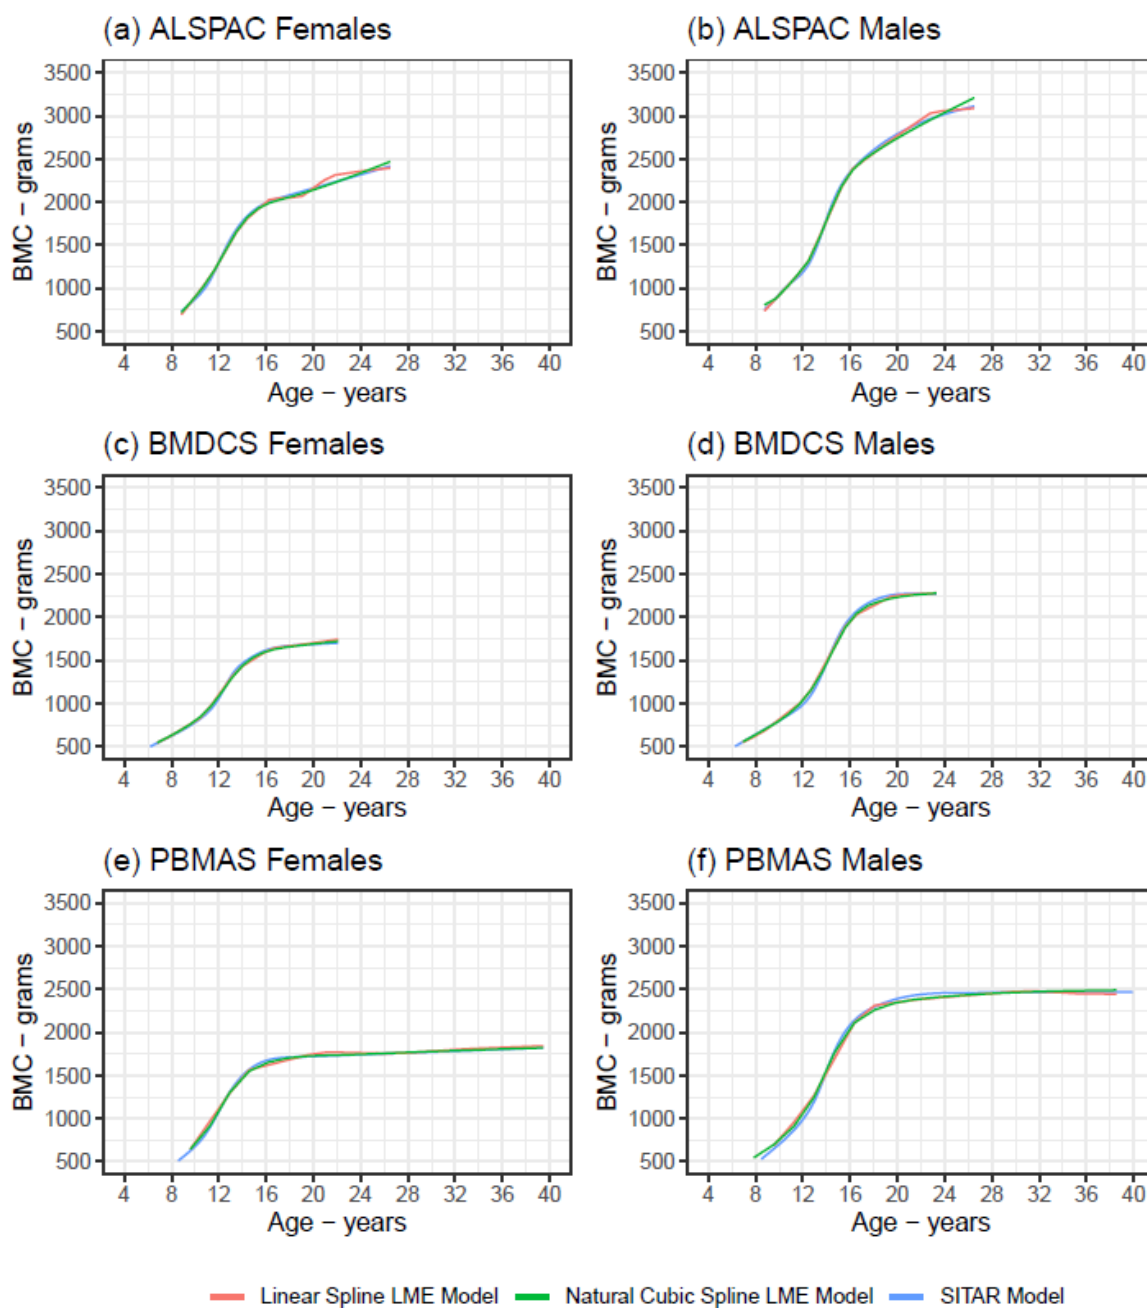 (a) ALSPAC Females
(b) ALSPAC Males
3500
3000
2500
2000
1500
1000
500
BMC − grams
4 8 12 16 20 24 28 32 36 40
Age − years
3500
3000
2500
2000
1500
1000
500
BMC − grams
4 8 12 16 20 24 28 32 36 40
Age − years
(c) BMDCS Females
(d) BMDCS Males
3500
3000
2500
2000
1500
1000
500
BMC − grams
4 8 12 16 20 24 28 32 36 40
Age − years
3500
3000
2500
2000
1500
1000
500
BMC − grams
4 8 12 16 20 24 28 32 36 40
Age − years
(e) PBMAS Females
(f) PBMAS Males
3500
3000
2500
2000
1500
1000
500
BMC − grams
4 8 12 16 20 24 28 32 36 40
Age − years
3500
3000
2500
2000
1500
1000
500
BMC − grams
4 8 12 16 20 24 28 32 36 40
Age − years
Linear Spline LME Model Natural Cubic Spline LME Model SITAR Model